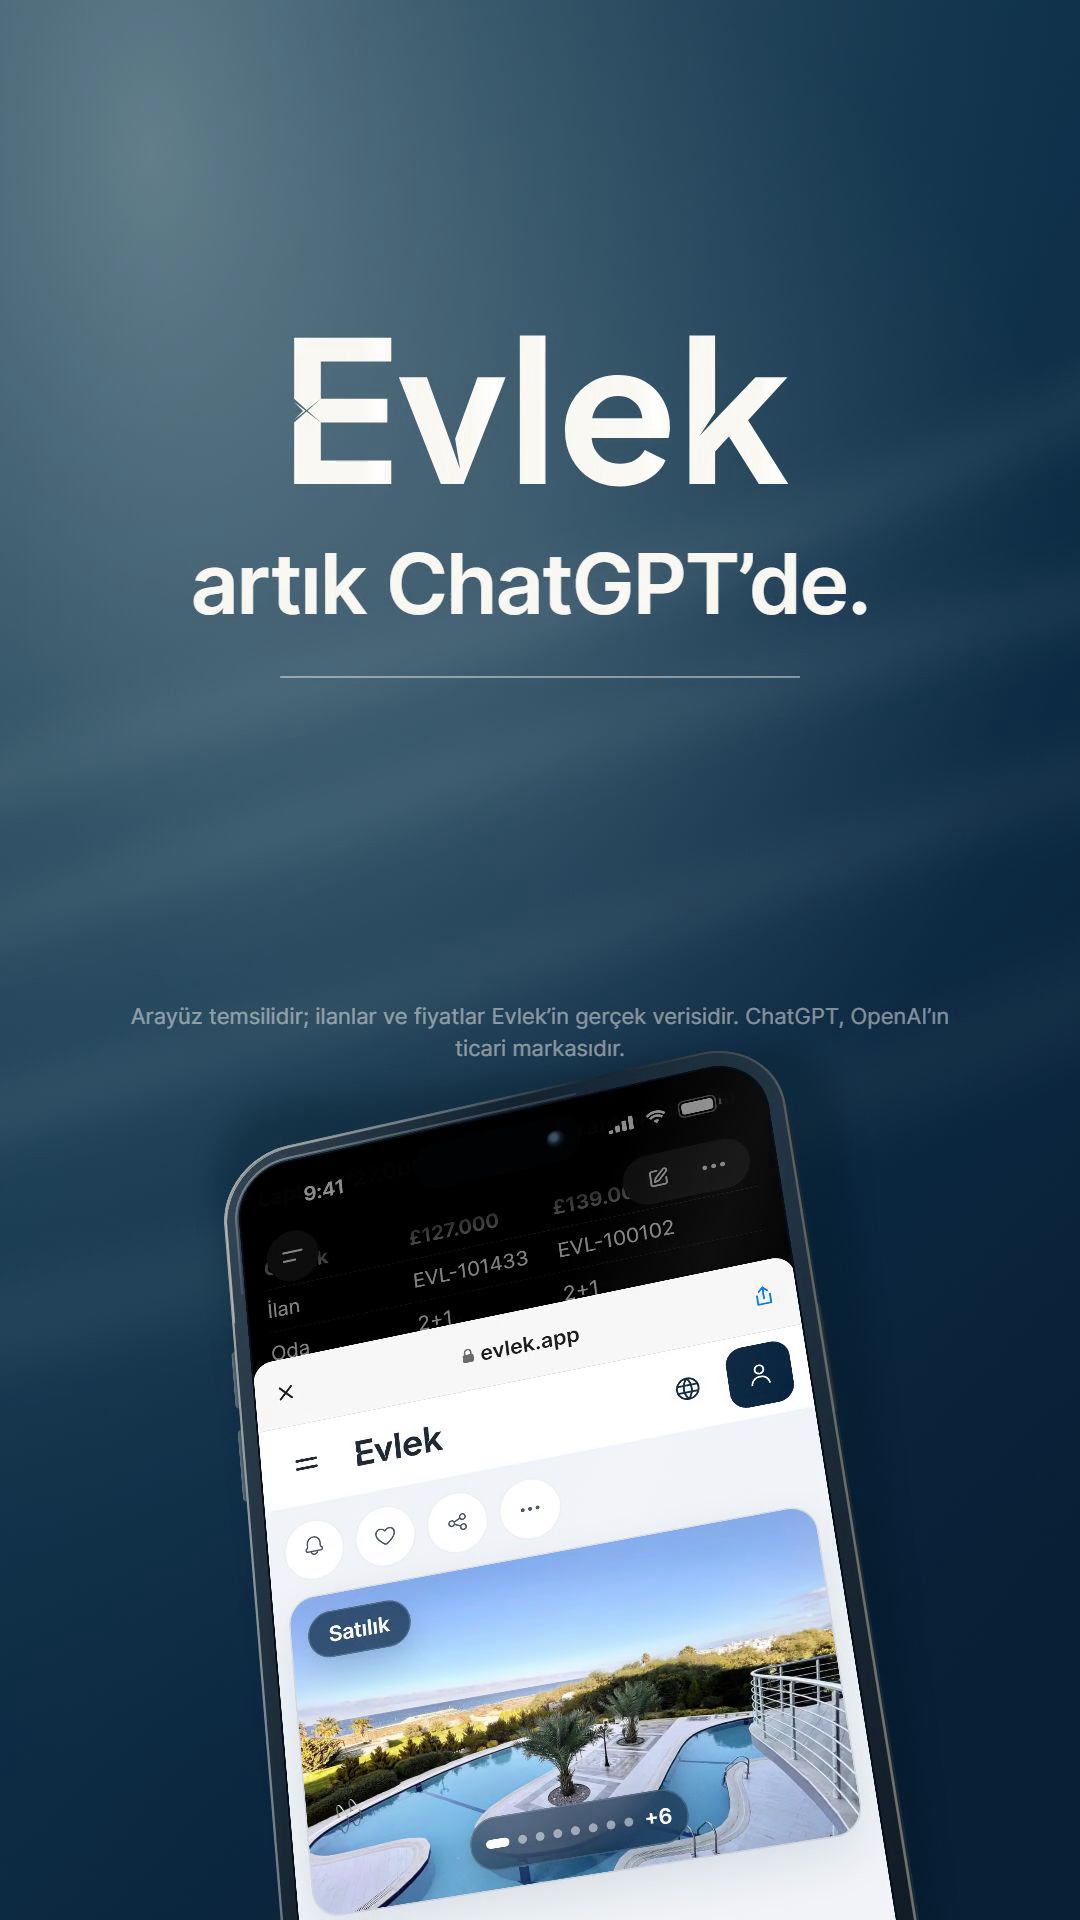 Evlek
artık ChatGPT’de.
Arayüz temsilidir; ilanlar ve fiyatlar Evlek’in gerçek verisidir. ChatGPT, OpenAI’ın
ticari markasıdır.
9:41
£127.000 £139.00
İlan EVL-101433 EVL-100102
Oda 2+1 2+1
evlek.app
Evlek
Satılık
+6